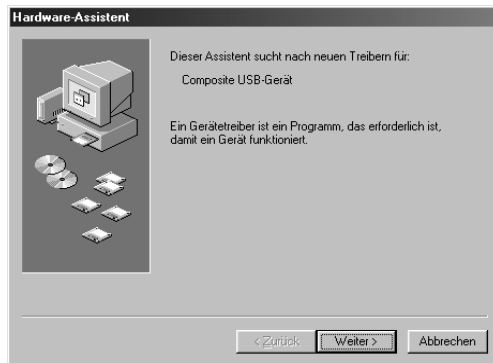 Hardware-Assistent
Dieser Assistent sucht nach neuen Treibern für:
Composite USB-Gerät
Ein Gerätetreiber ist ein Programm, das erforderlich ist,
damit ein Gerät funktioniert.
< Zurück Weiter > Abbrechen